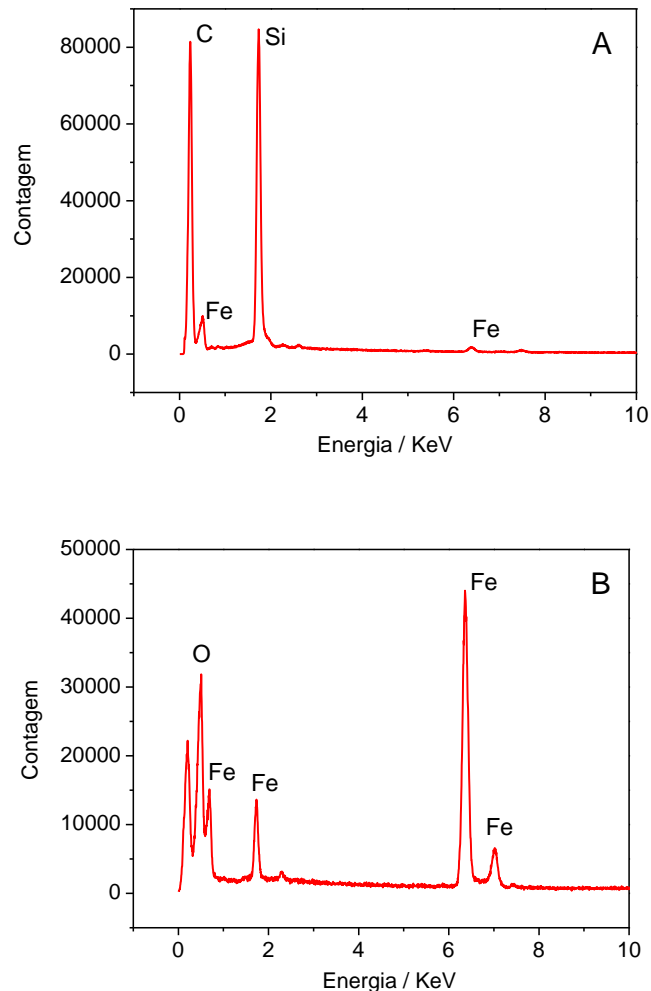 C
Si
A
80000
60000
40000
20000
0
Fe
Fe
Contagem
0 2 4 6 8 10
Energia / KeV
50000
Fe
B
40000
O
30000
20000
Fe
Fe
10000
Fe
0
Contagem
0 2 4 6 8 10
Energia / KeV